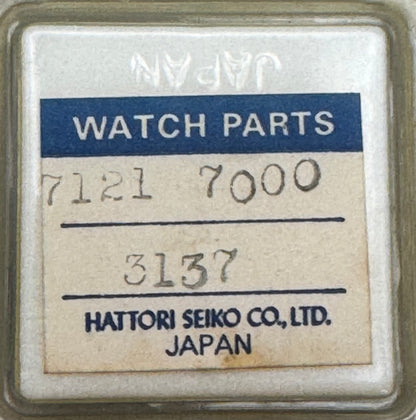 JAPAN
WATCH PARTS
7121 7000
3137
HATTORI SEIKO CO., LTD.
JAPAN